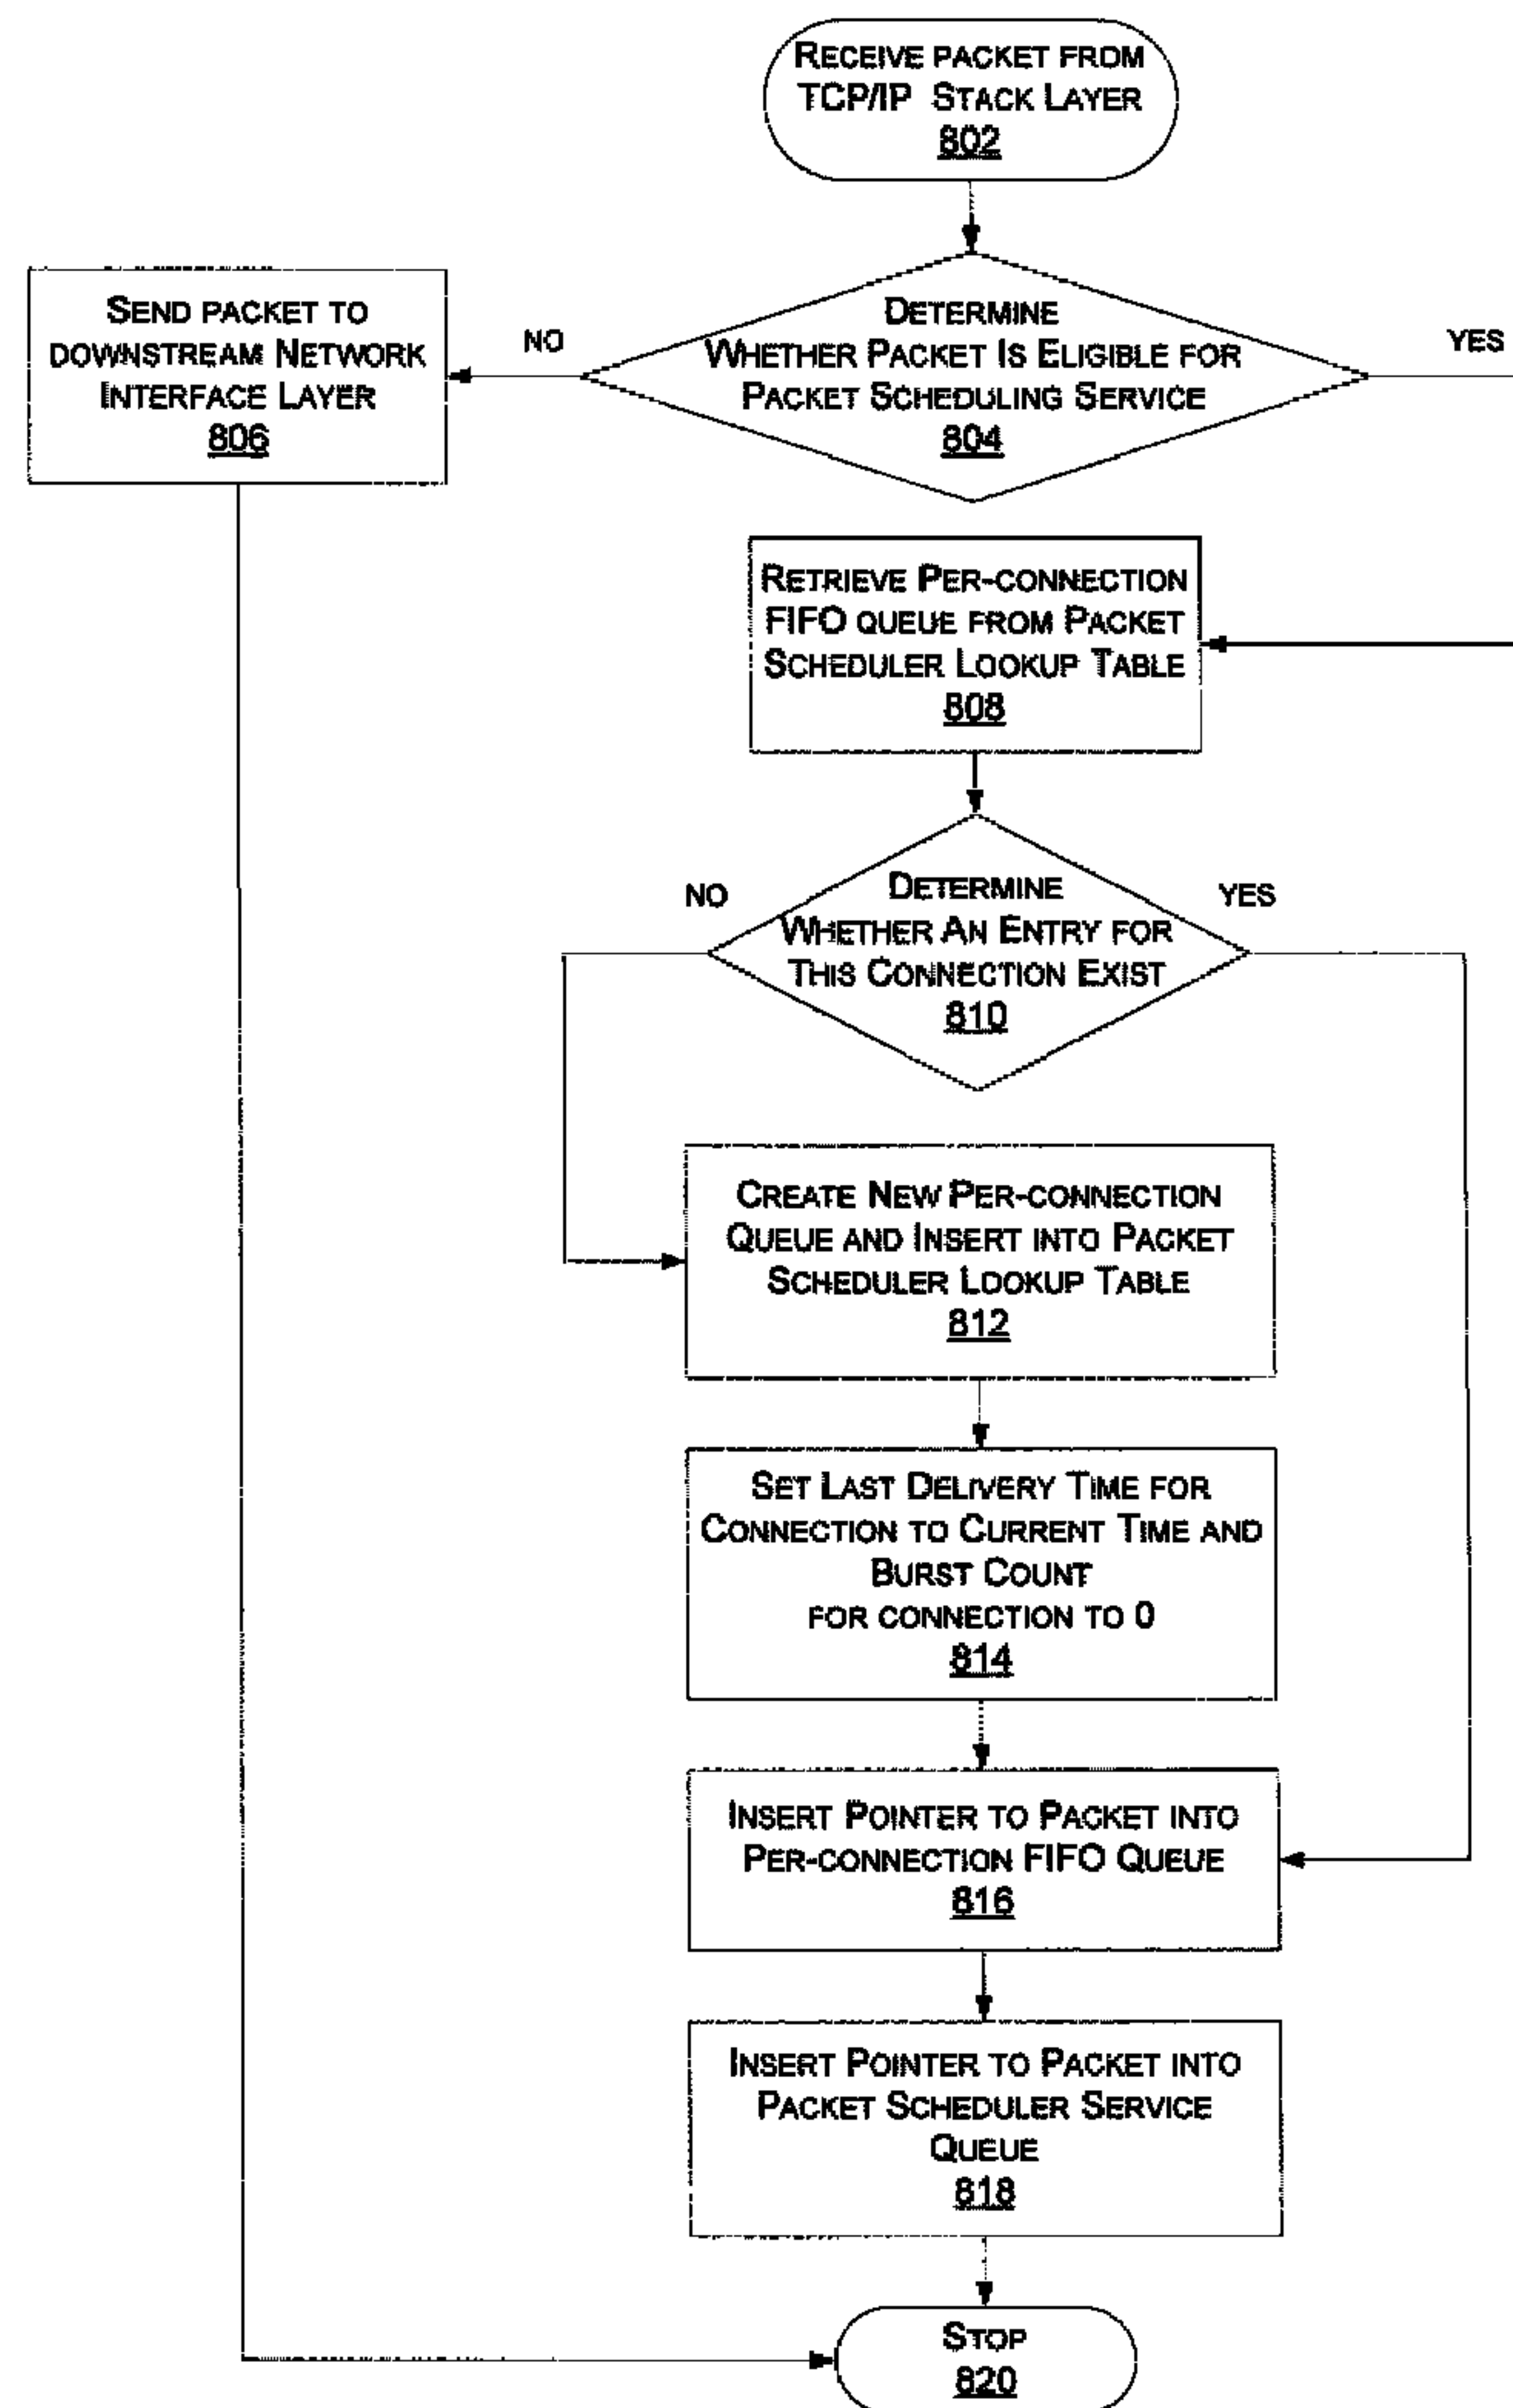 RECEIVE PACKET FROM
TCP/IP STACK LAYER
802
SEND PACKET TO
DOWNSTREAM NETWORK
INTERFACE LAYER
806
NO
DETERMINE
WHETHER PACKET IS ELIGIBLE FOR
PACKET SCHEDULING SERVICE
804
YES
RETRIEVE PER-CONNECTION
FIFO QUEUE FROM PACKET
SCHEDULER LOOKUP TABLE
808
NO
DETERMINE
WHETHER AN ENTRY FOR
THIS CONNECTION EXIST
810
YES
CREATE NEW PER-CONNECTION
QUEUE AND INSERT INTO PACKET
SCHEDULER LOOKUP TABLE
812
SET LAST DELIVERY TIME FOR
CONNECTION TO CURRENT TIME AND
BURST COUNT
FOR CONNECTION TO 0
814
INSERT POINTER TO PACKET INTO
PER-CONNECTION FIFO QUEUE
816
INSERT POINTER TO PACKET INTO
PACKET SCHEDULER SERVICE
QUEUE
818
STOP
820